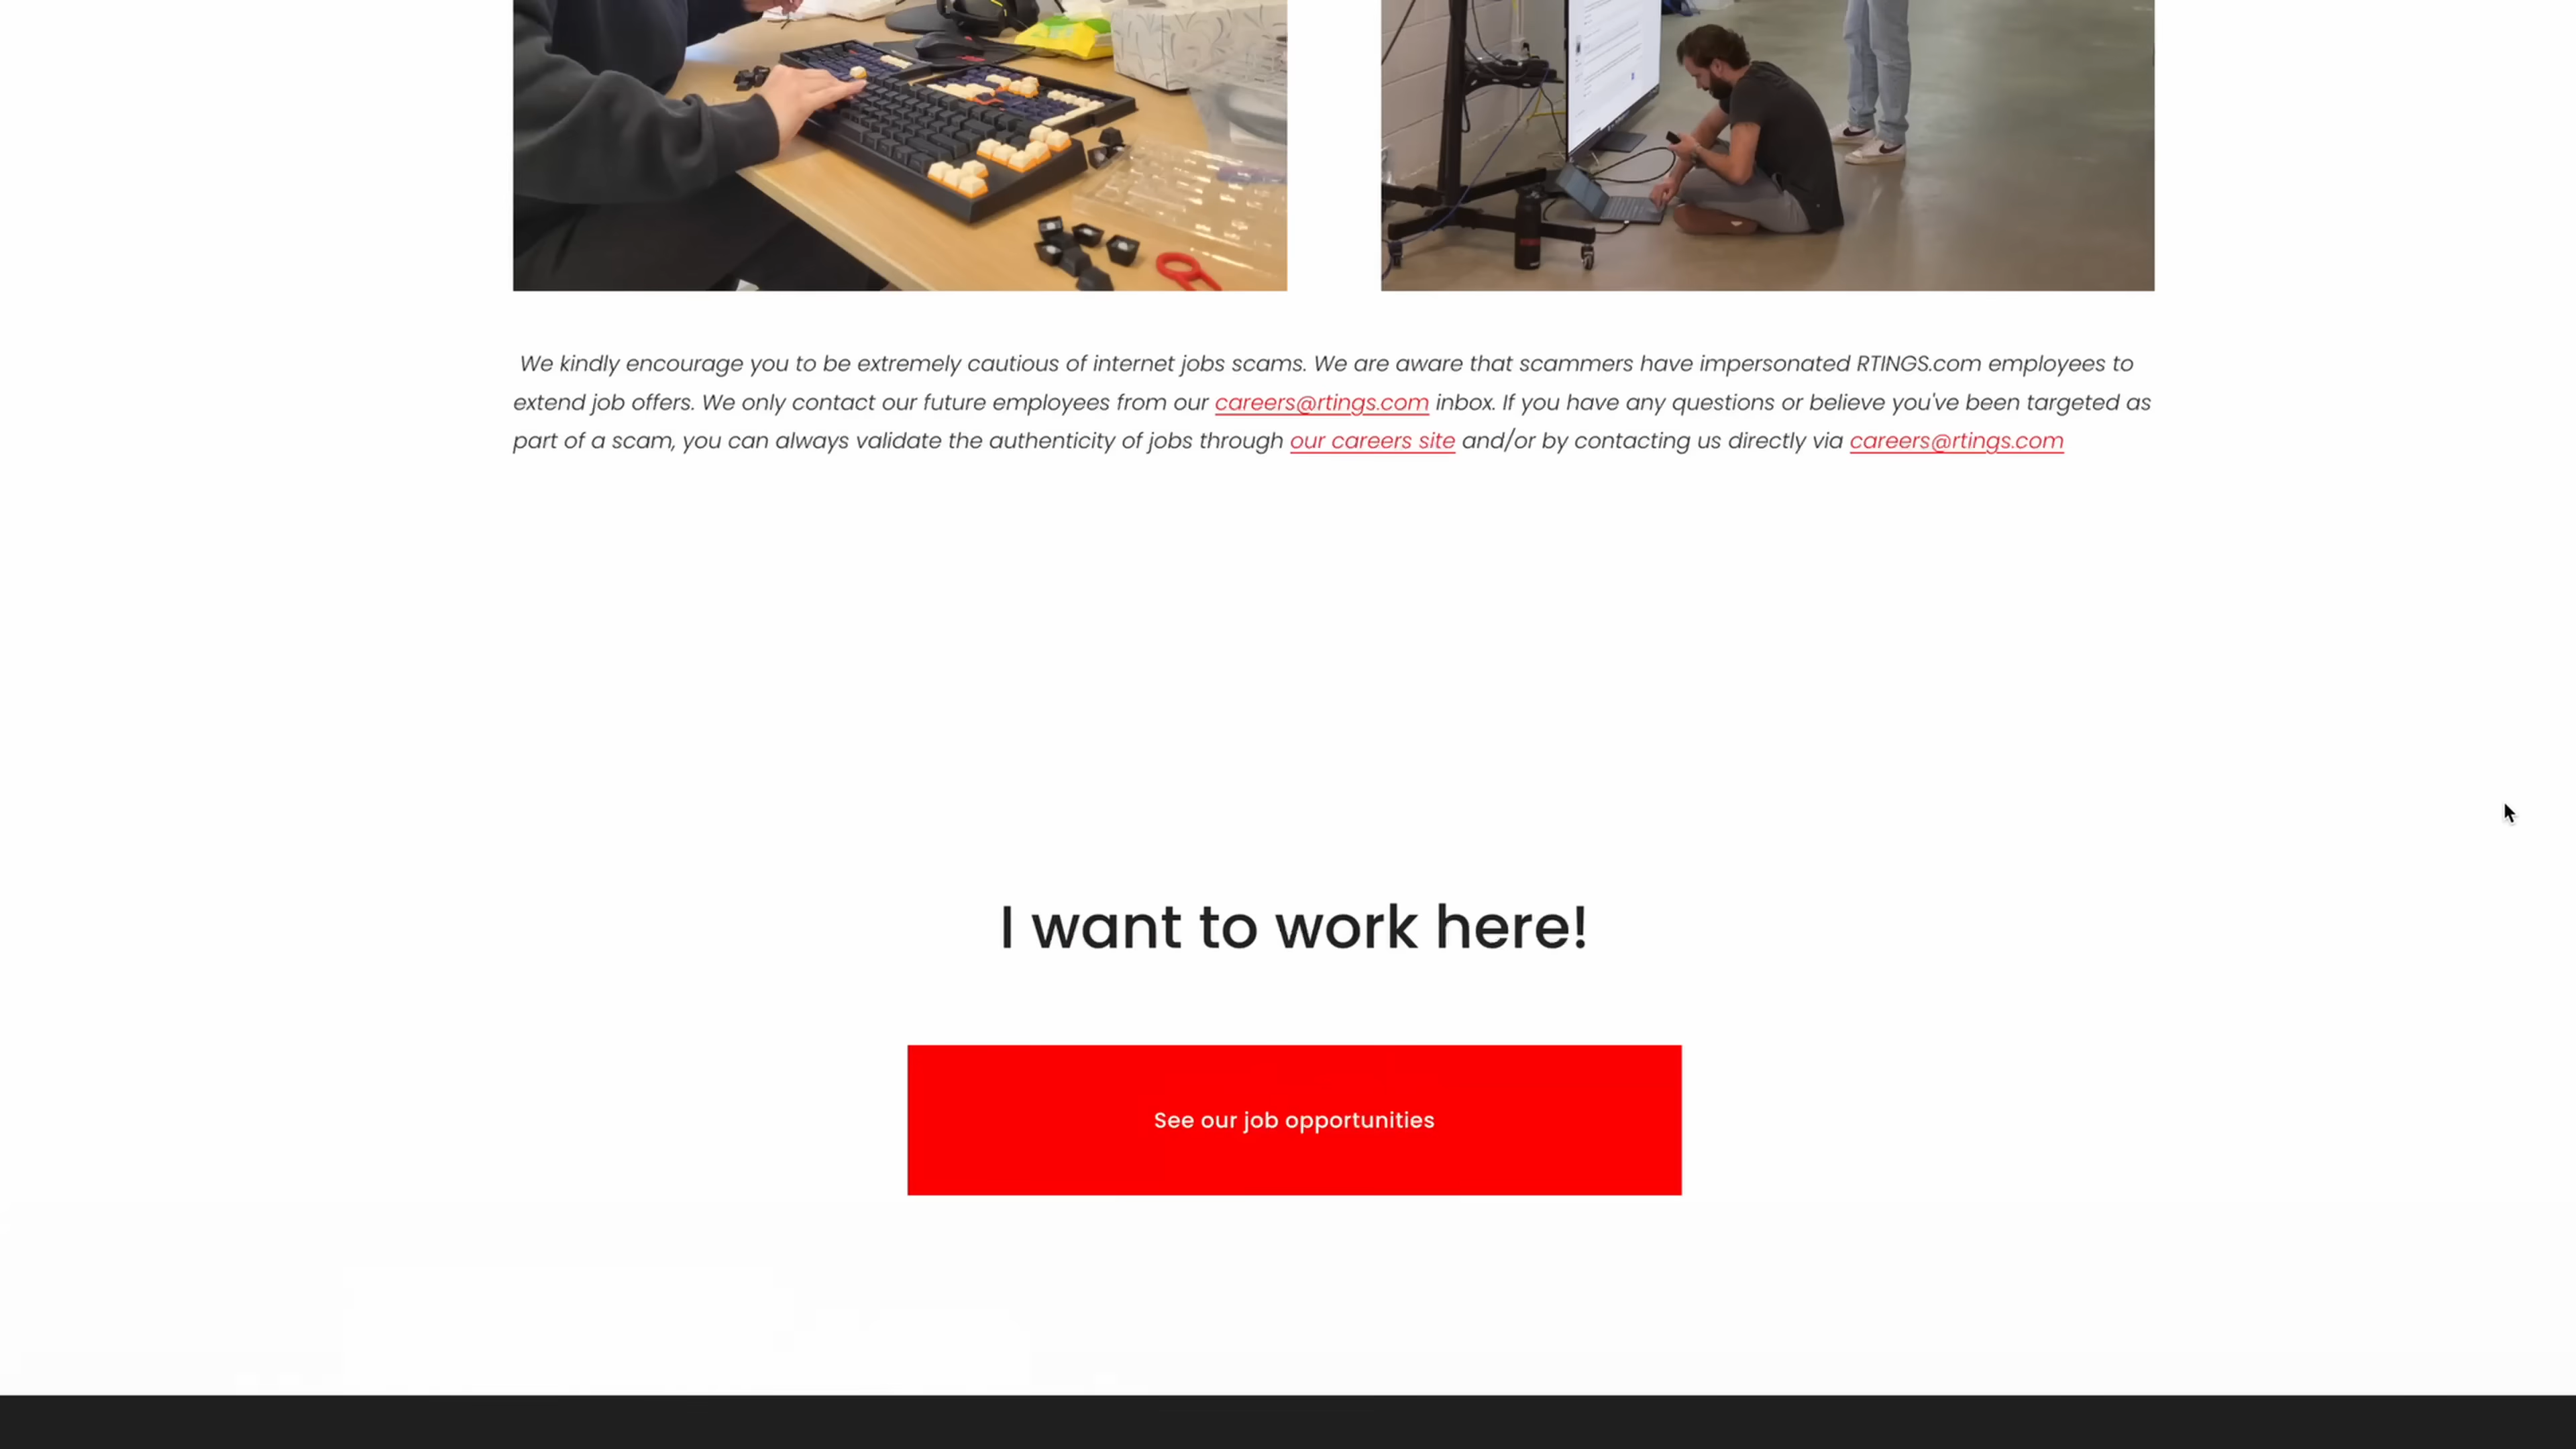 We kindly encourage you to be extremely cautious of internet jobs scams. We are aware that scammers have impersonated RTINGS.com employees to
extend job offers. We only contact our future employees from our careers@rtings.com inbox. If you have any questions or believe you've been targeted as
part of a scam, you can always validate the authenticity of jobs through our careers site and/or by contacting us directly via careers@rtings.com
I want to work here!
See our job opportunities